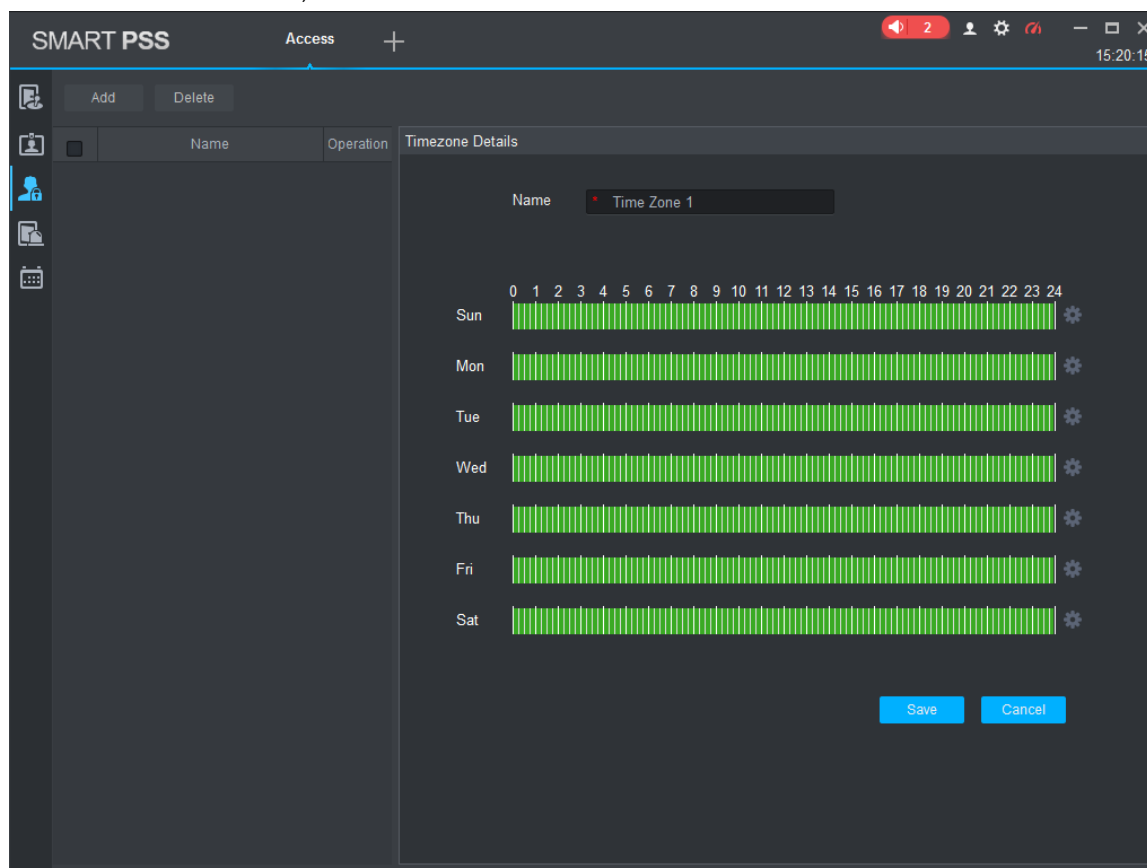 SMART PSS
Access
2
15:20:15
Add Delete
Name Operation
Timezone Details
Name * Time Zone 1
0 1 2 3 4 5 6 7 8 9 10 11 12 13 14 15 16 17 18 19 20 21 22 23 24
Sun
Mon
Tue
Wed
Thu
Fri
Sat
Save Cancel